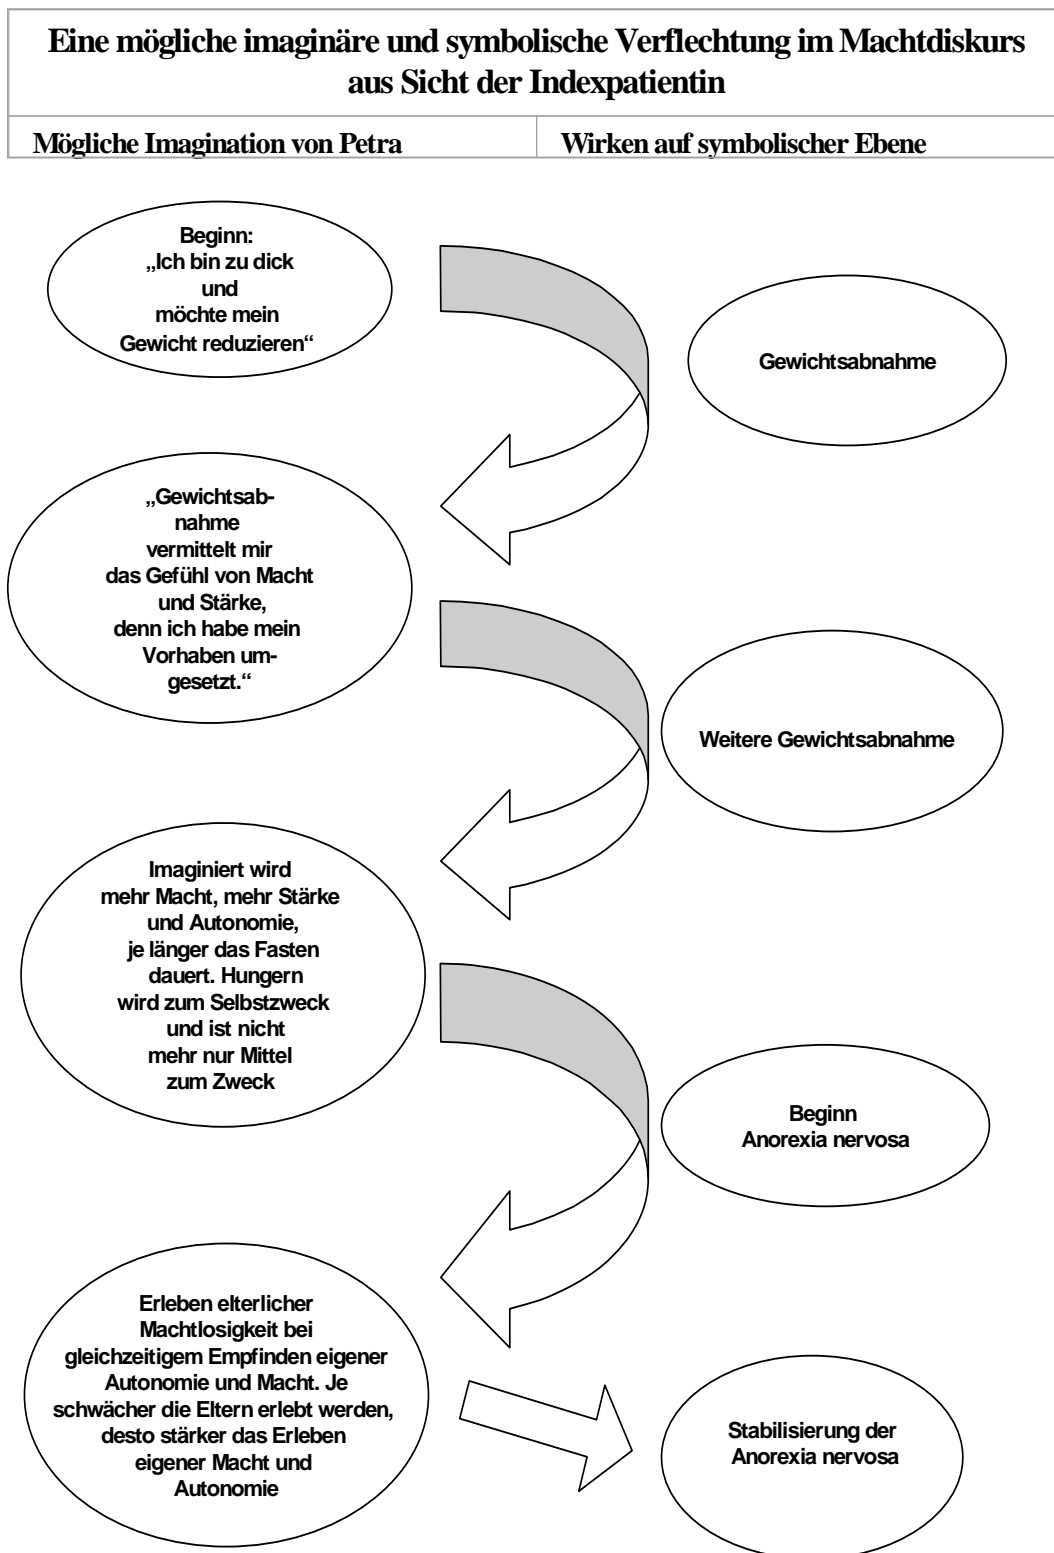 Eine mögliche imaginäre und symbolische Verflechtung im Machtdiskurs
aus Sicht der Indexpatientin
Mögliche Imagination von Petra
Wirken auf symbolischer Ebene
Beginn:
„Ich bin zu dick
und
möchte mein
Gewicht reduzieren“
Gewichtsabnahme
„Gewichtsab-
nahme
vermittelt mir
das Gefühl von Macht
und Stärke,
denn ich habe mein
Vorhaben um-
gesetzt.“
Weitere Gewichtsabnahme
Imaginiert wird
mehr Macht, mehr Stärke
und Autonomie,
je länger das Fasten
dauert. Hungern
wird zum Selbstzweck
und ist nicht
mehr nur Mittel
zum Zweck
Beginn
Anorexia nervosa
Erleben elterlicher
Machtlosigkeit bei
gleichzeitigem Empfinden eigener
Autonomie und Macht. Je
schwächer die Eltern erlebt werden,
desto stärker das Erleben
eigener Macht und
Autonomie
Stabilisierung der
Anorexia nervosa